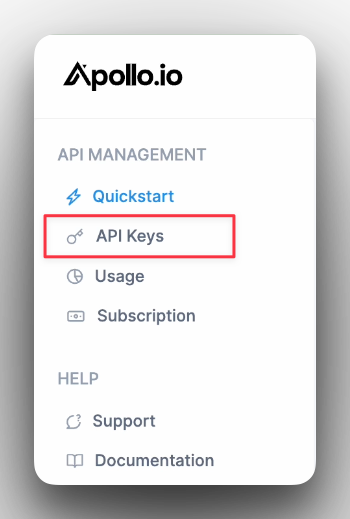 Apollo.io
API MANAGEMENT
Quickstart
API Keys
Usage
Subscription
HELP
Support
Documentation